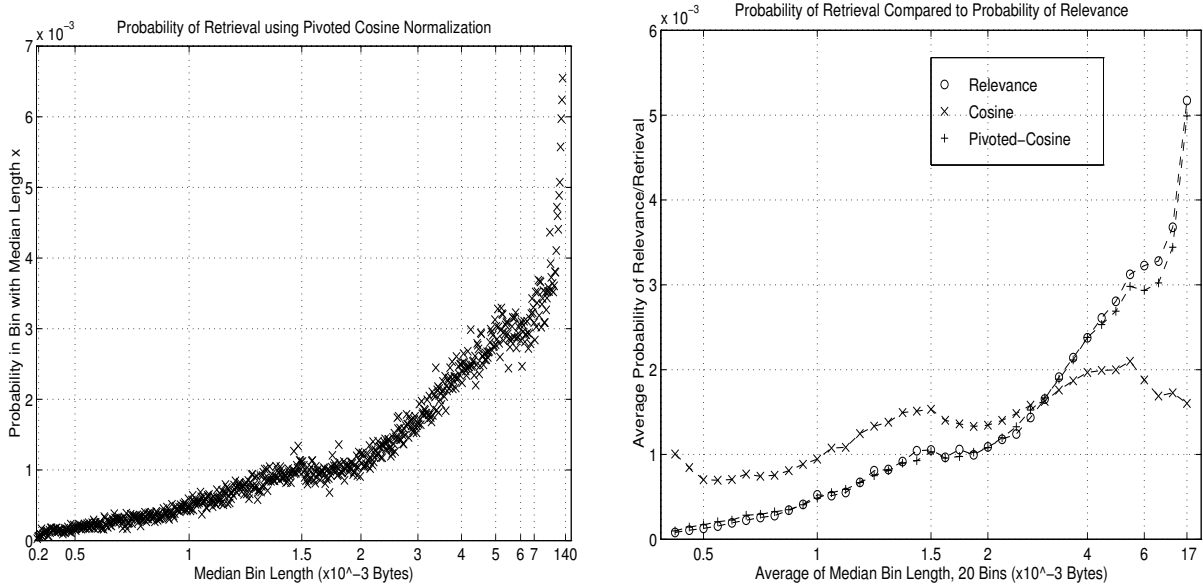 Probability of Retrieval using Pivoted Cosine Normalization
x 10^-3
7
6
5
4
3
2
1
0
Probability in Bin with Median Length x
0.2 0.5 1 1.5 2 3 4 5 6 7 140
Median Bin Length (x10^-3 Bytes)
Probability of Retrieval Compared to Probability of Relevance
x 10^-3
6
5
4
3
2
1
0
Average Probability of Relevance/Retrieval
Relevance
Cosine
Pivoted-Cosine
0.5 1 1.5 2 4 6 17
Average of Median Bin Length, 20 Bins (x10^-3 Bytes)